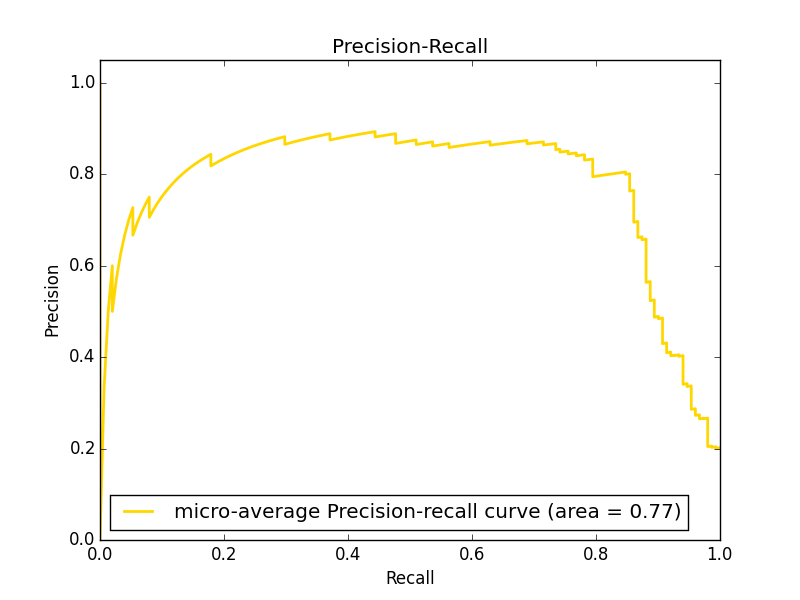 Precision-Recall
1.0
0.8
0.6
0.4
0.2
0.0
Precision
micro-average Precision-recall curve (area = 0.77)
0.0 0.2 0.4 0.6 0.8 1.0
Recall